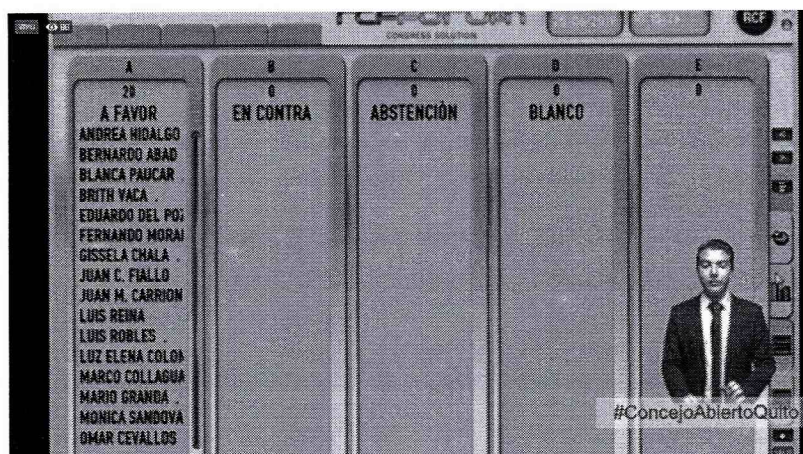 CONGRESS SOLUTION
RCF
A
20
A FAVOR
ANDREA HIDALGO
BERNARDO ABAD
BLANCA PAUCAR
BRITH VACA .
EDUARDO DEL POZ
FERNANDO MORAI
GISSELA CHALA .
JUAN C. FIALLO
JUAN M. CARRION
LUIS REINA
LUIS ROBLES .
LUZ ELENA COLOM
MARCO COLLAGUA
MARIO GRANDA .
MONICA SANDOVA
OMAR CEVALLOS
B
0
EN CONTRA
C
0
ABSTENCIÓN
D
0
BLANCO
E
0
#ConcejoAbiertoQuito